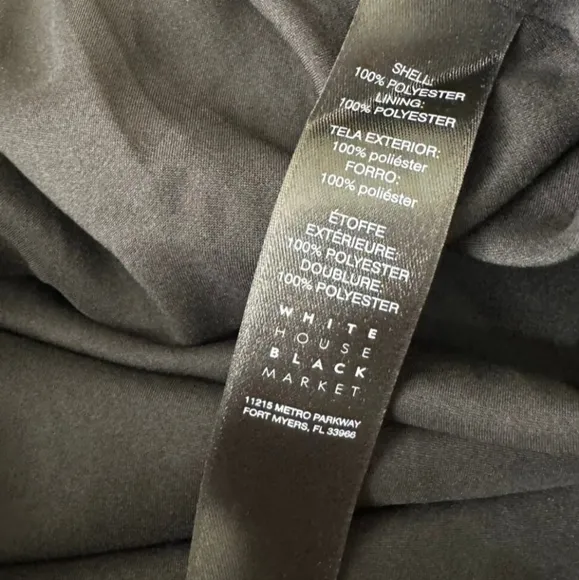 SHELL:
100% POLYESTER
LINING:
100% POLYESTER
TELA EXTERIOR:
100% poliéster
FORRO:
100% poliéster
ÉTOFFE
EXTÉRIEURE:
100% POLYESTER
DOUBLURE:
100% POLYESTER
WHITE
HOUSE
BLACK
MARKET
11215 METRO PARKWAY
FORT MYERS, FL 33966